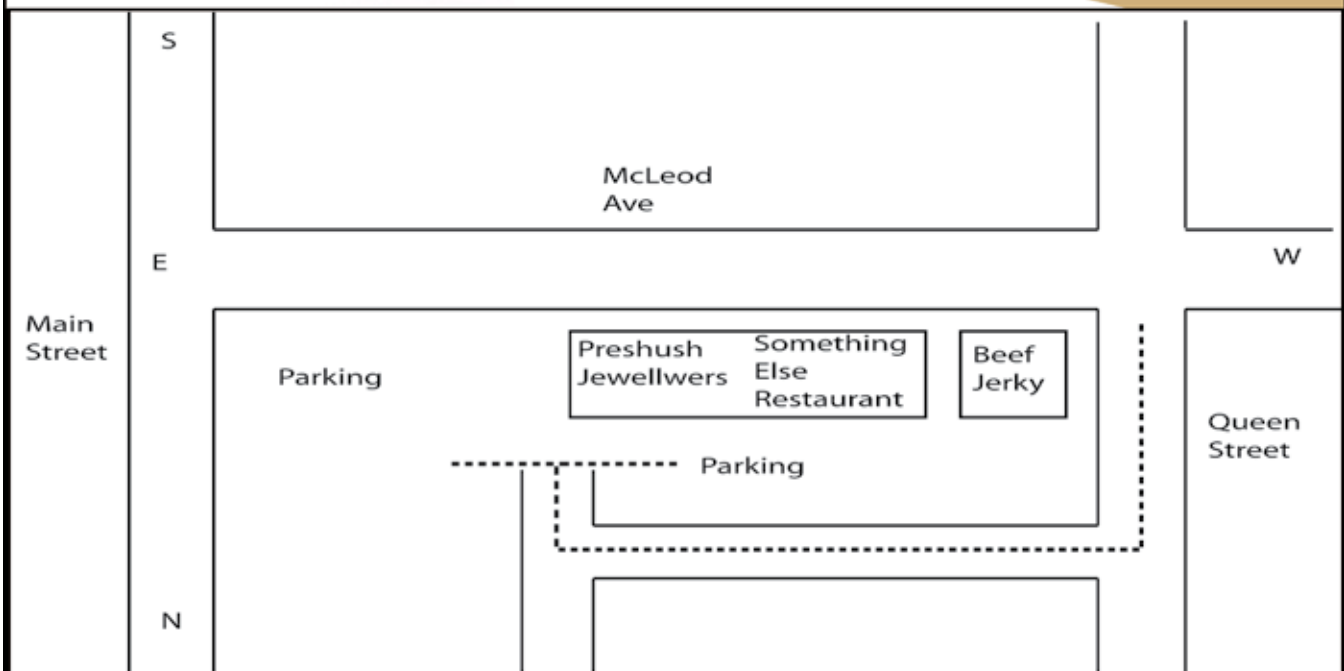 S
McLeod
Ave
E
W
Main
Street
Parking
Preshush
Jewellwers
Something
Else
Restaurant
Beef
Jerky
Queen
Street
Parking
N